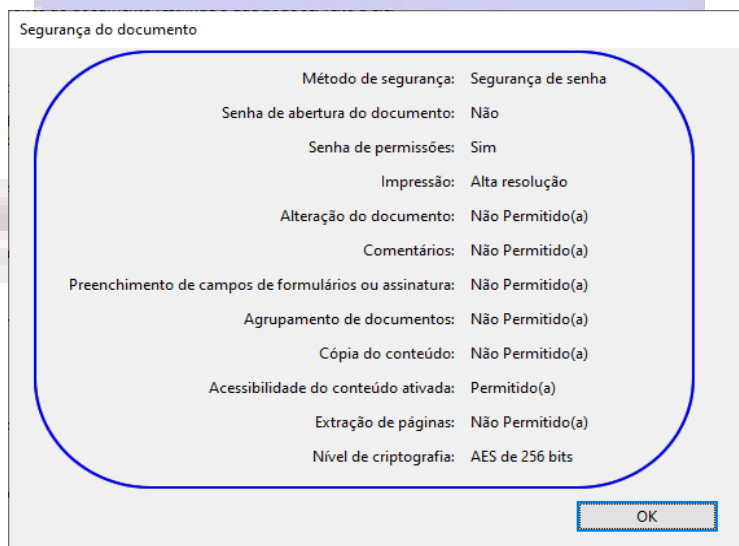 Segurança do documento
Método de segurança: Segurança de senha
Senha de abertura do documento: Não
Senha de permissões: Sim
Impressão: Alta resolução
Alteração do documento: Não Permitido(a)
Comentários: Não Permitido(a)
Preenchimento de campos de formulários ou assinatura: Não Permitido(a)
Agrupamento de documentos: Não Permitido(a)
Cópia do conteúdo: Não Permitido(a)
Acessibilidade do conteúdo ativada: Permitido(a)
Extração de páginas: Não Permitido(a)
Nível de criptografia: AES de 256 bits
OK